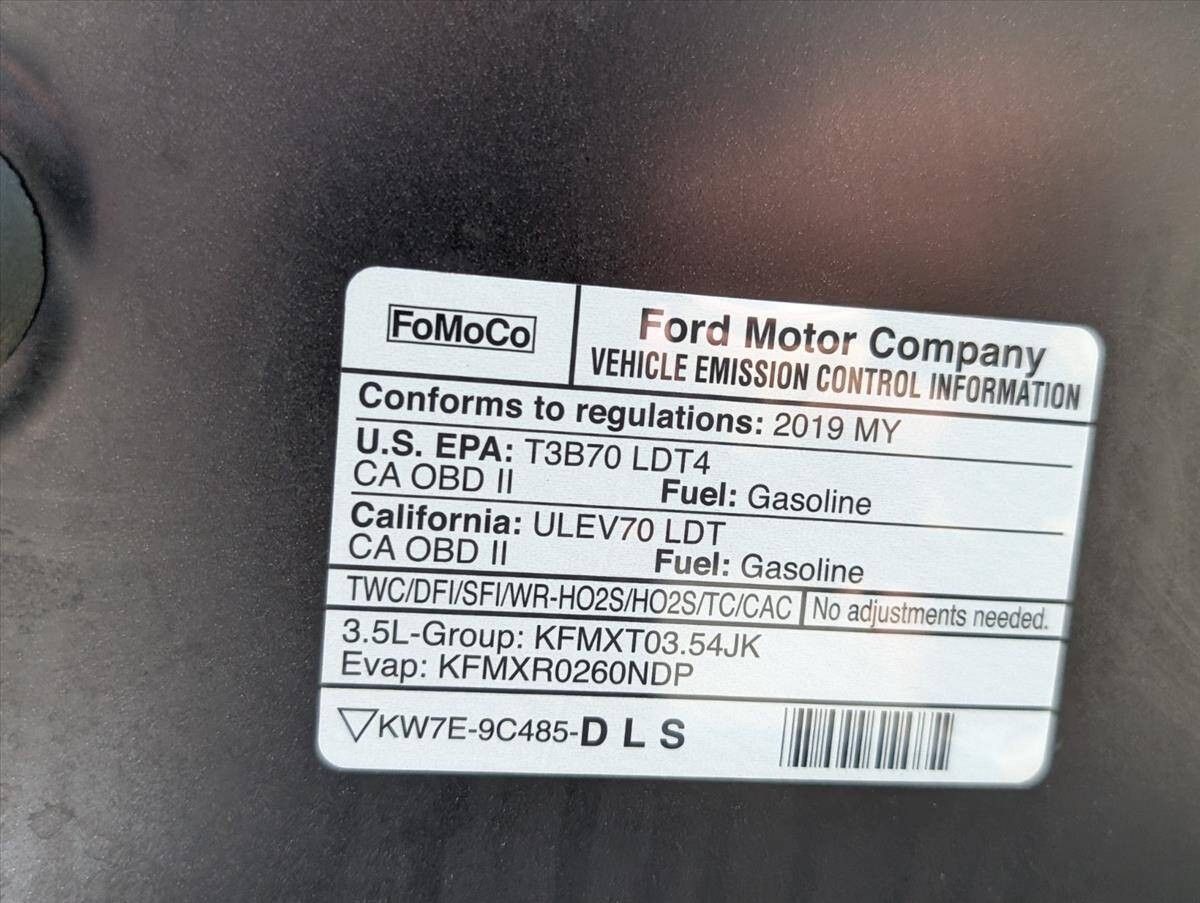 FoMoCo
Ford Motor Company
VEHICLE EMISSION CONTROL INFORMATION
Conforms to regulations: 2019 MY
U.S. EPA: T3B70 LDT4
CA OBD II Fuel: Gasoline
California: ULEV70 LDT
CA OBD II Fuel: Gasoline
TWC/DFI/SFI/WR-HO2S/HO2S/TC/CAC No adjustments needed.
3.5L-Group: KFMXT03.54JK
Evap: KFMXR0260NDP
KW7E-9C485-D L S